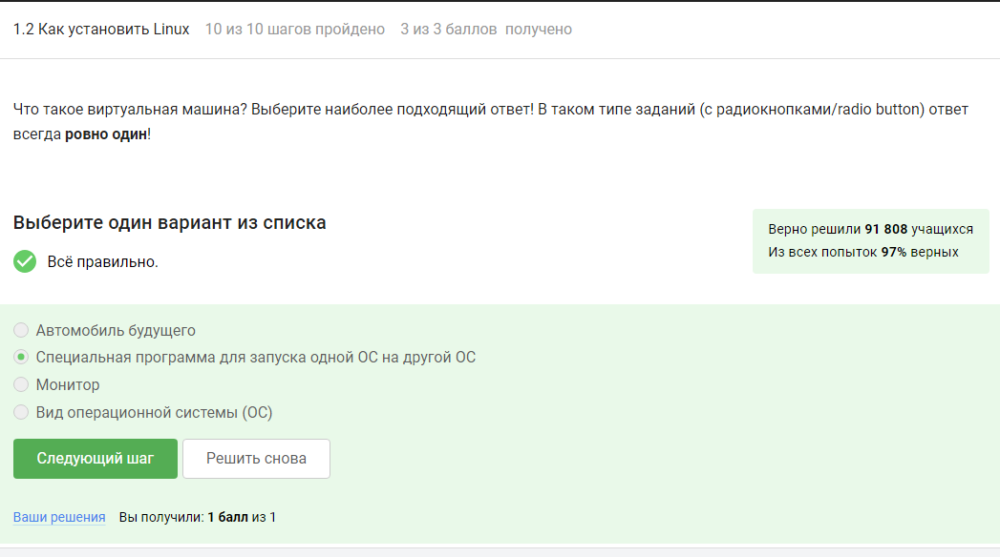 1.2 Как установить Linux 10 из 10 шагов пройдено 3 из 3 баллов получено
Что такое виртуальная машина? Выберите наиболее подходящий ответ! В таком типе заданий (с радиокнопками/radio button) ответ
всегда ровно один!
Выберите один вариант из списка
Всё правильно.
Верно решили 91 808 учащихся
Из всех попыток 97% верных
Автомобиль будущего
Специальная программа для запуска одной ОС на другой ОС
Монитор
Вид операционной системы (ОС)
Следующий шаг Решить снова
Ваши решения Вы получили: 1 балл из 1